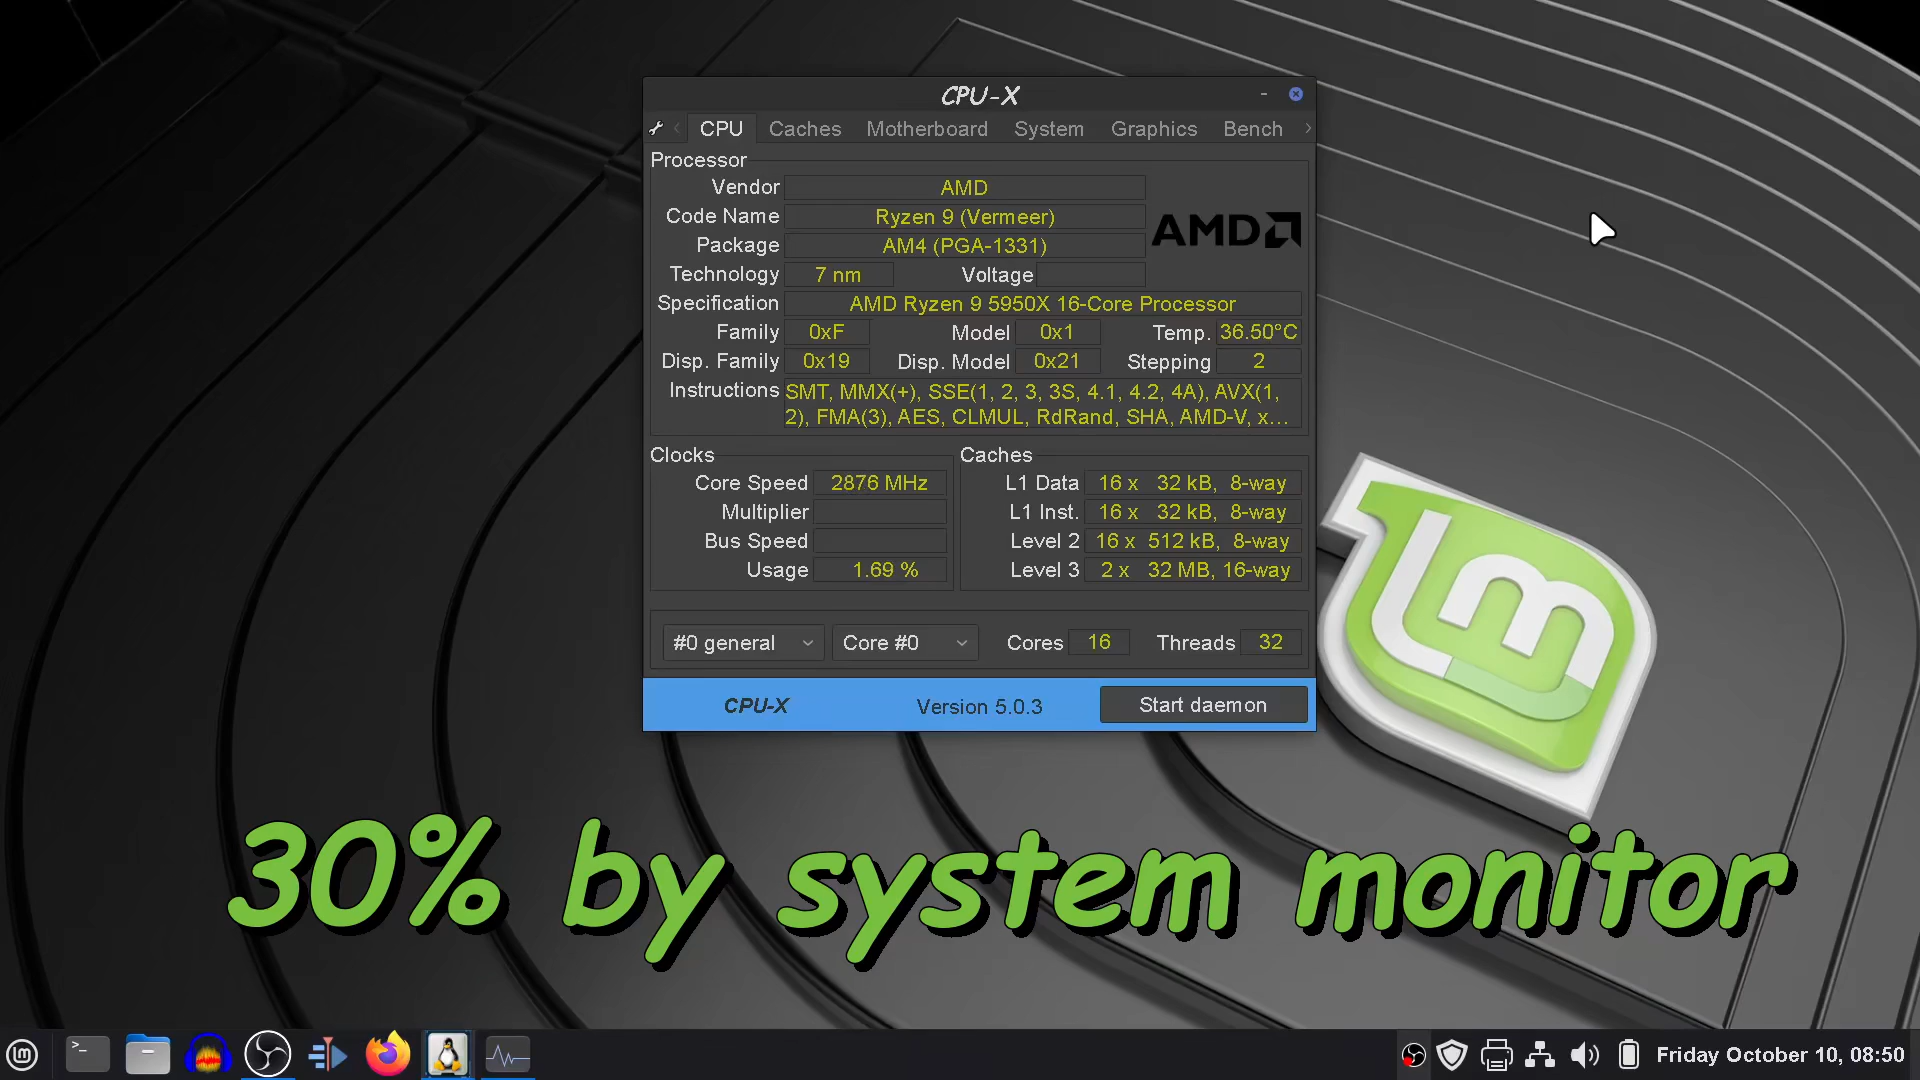 CPU-X
CPU Caches Motherboard System Graphics Bench
Processor
Vendor AMD
Code Name Ryzen 9 (Vermeer)
Package AM4 (PGA-1331)
AMD
Technology 7 nm Voltage
Specification AMD Ryzen 9 5950X 16-Core Processor
Family 0xF Model 0x1 Temp. 36.50°C
Disp. Family 0x19 Disp. Model 0x21 Stepping 2
Instructions SMT, MMX(+), SSE(1, 2, 3, 3S, 4.1, 4.2, 4A), AVX(1,
2), FMA(3), AES, CLMUL, RdRand, SHA, AMD-V, x...
Clocks Caches
Core Speed 2876 MHz L1 Data 16 x 32 kB, 8-way
Multiplier L1 Inst. 16 x 32 kB, 8-way
Bus Speed Level 2 16 x 512 kB, 8-way
Usage 1.69 % Level 3 2 x 32 MB, 16-way
#0 general Core #0 Cores 16 Threads 32
CPU-X Version 5.0.3 Start daemon
lm
30% by system monitor
Friday October 10, 08:50